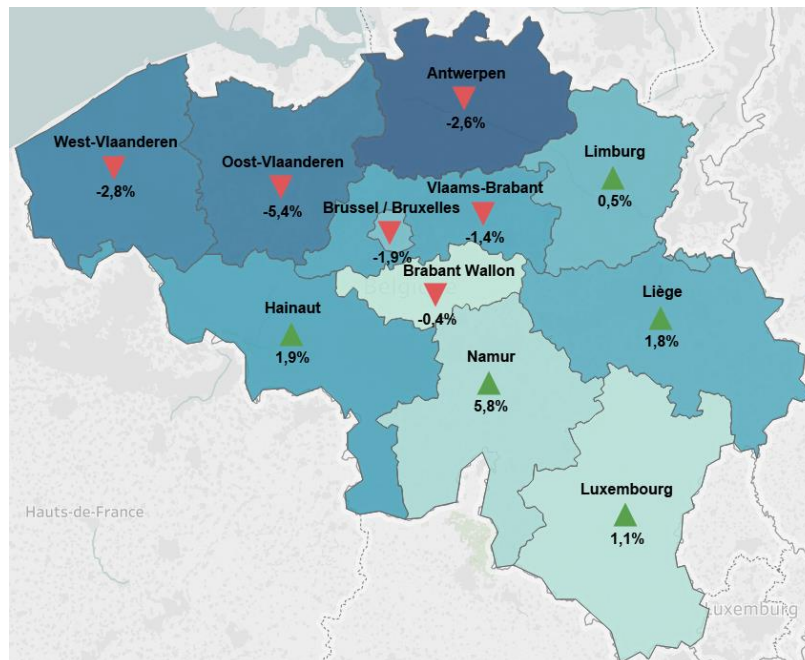 Antwerpen
-2,6%
West-Vlaanderen
-2,8%
Oost-Vlaanderen
-5,4%
Limburg
0,5%
Vlaams-Brabant
-1,4%
Brussel / Bruxelles
-1,9%
Brabant Wallon
-0,4%
Hainaut
1,9%
Liège
1,8%
Namur
5,8%
Luxembourg
1,1%
Hauts-de-France
Luxemburg